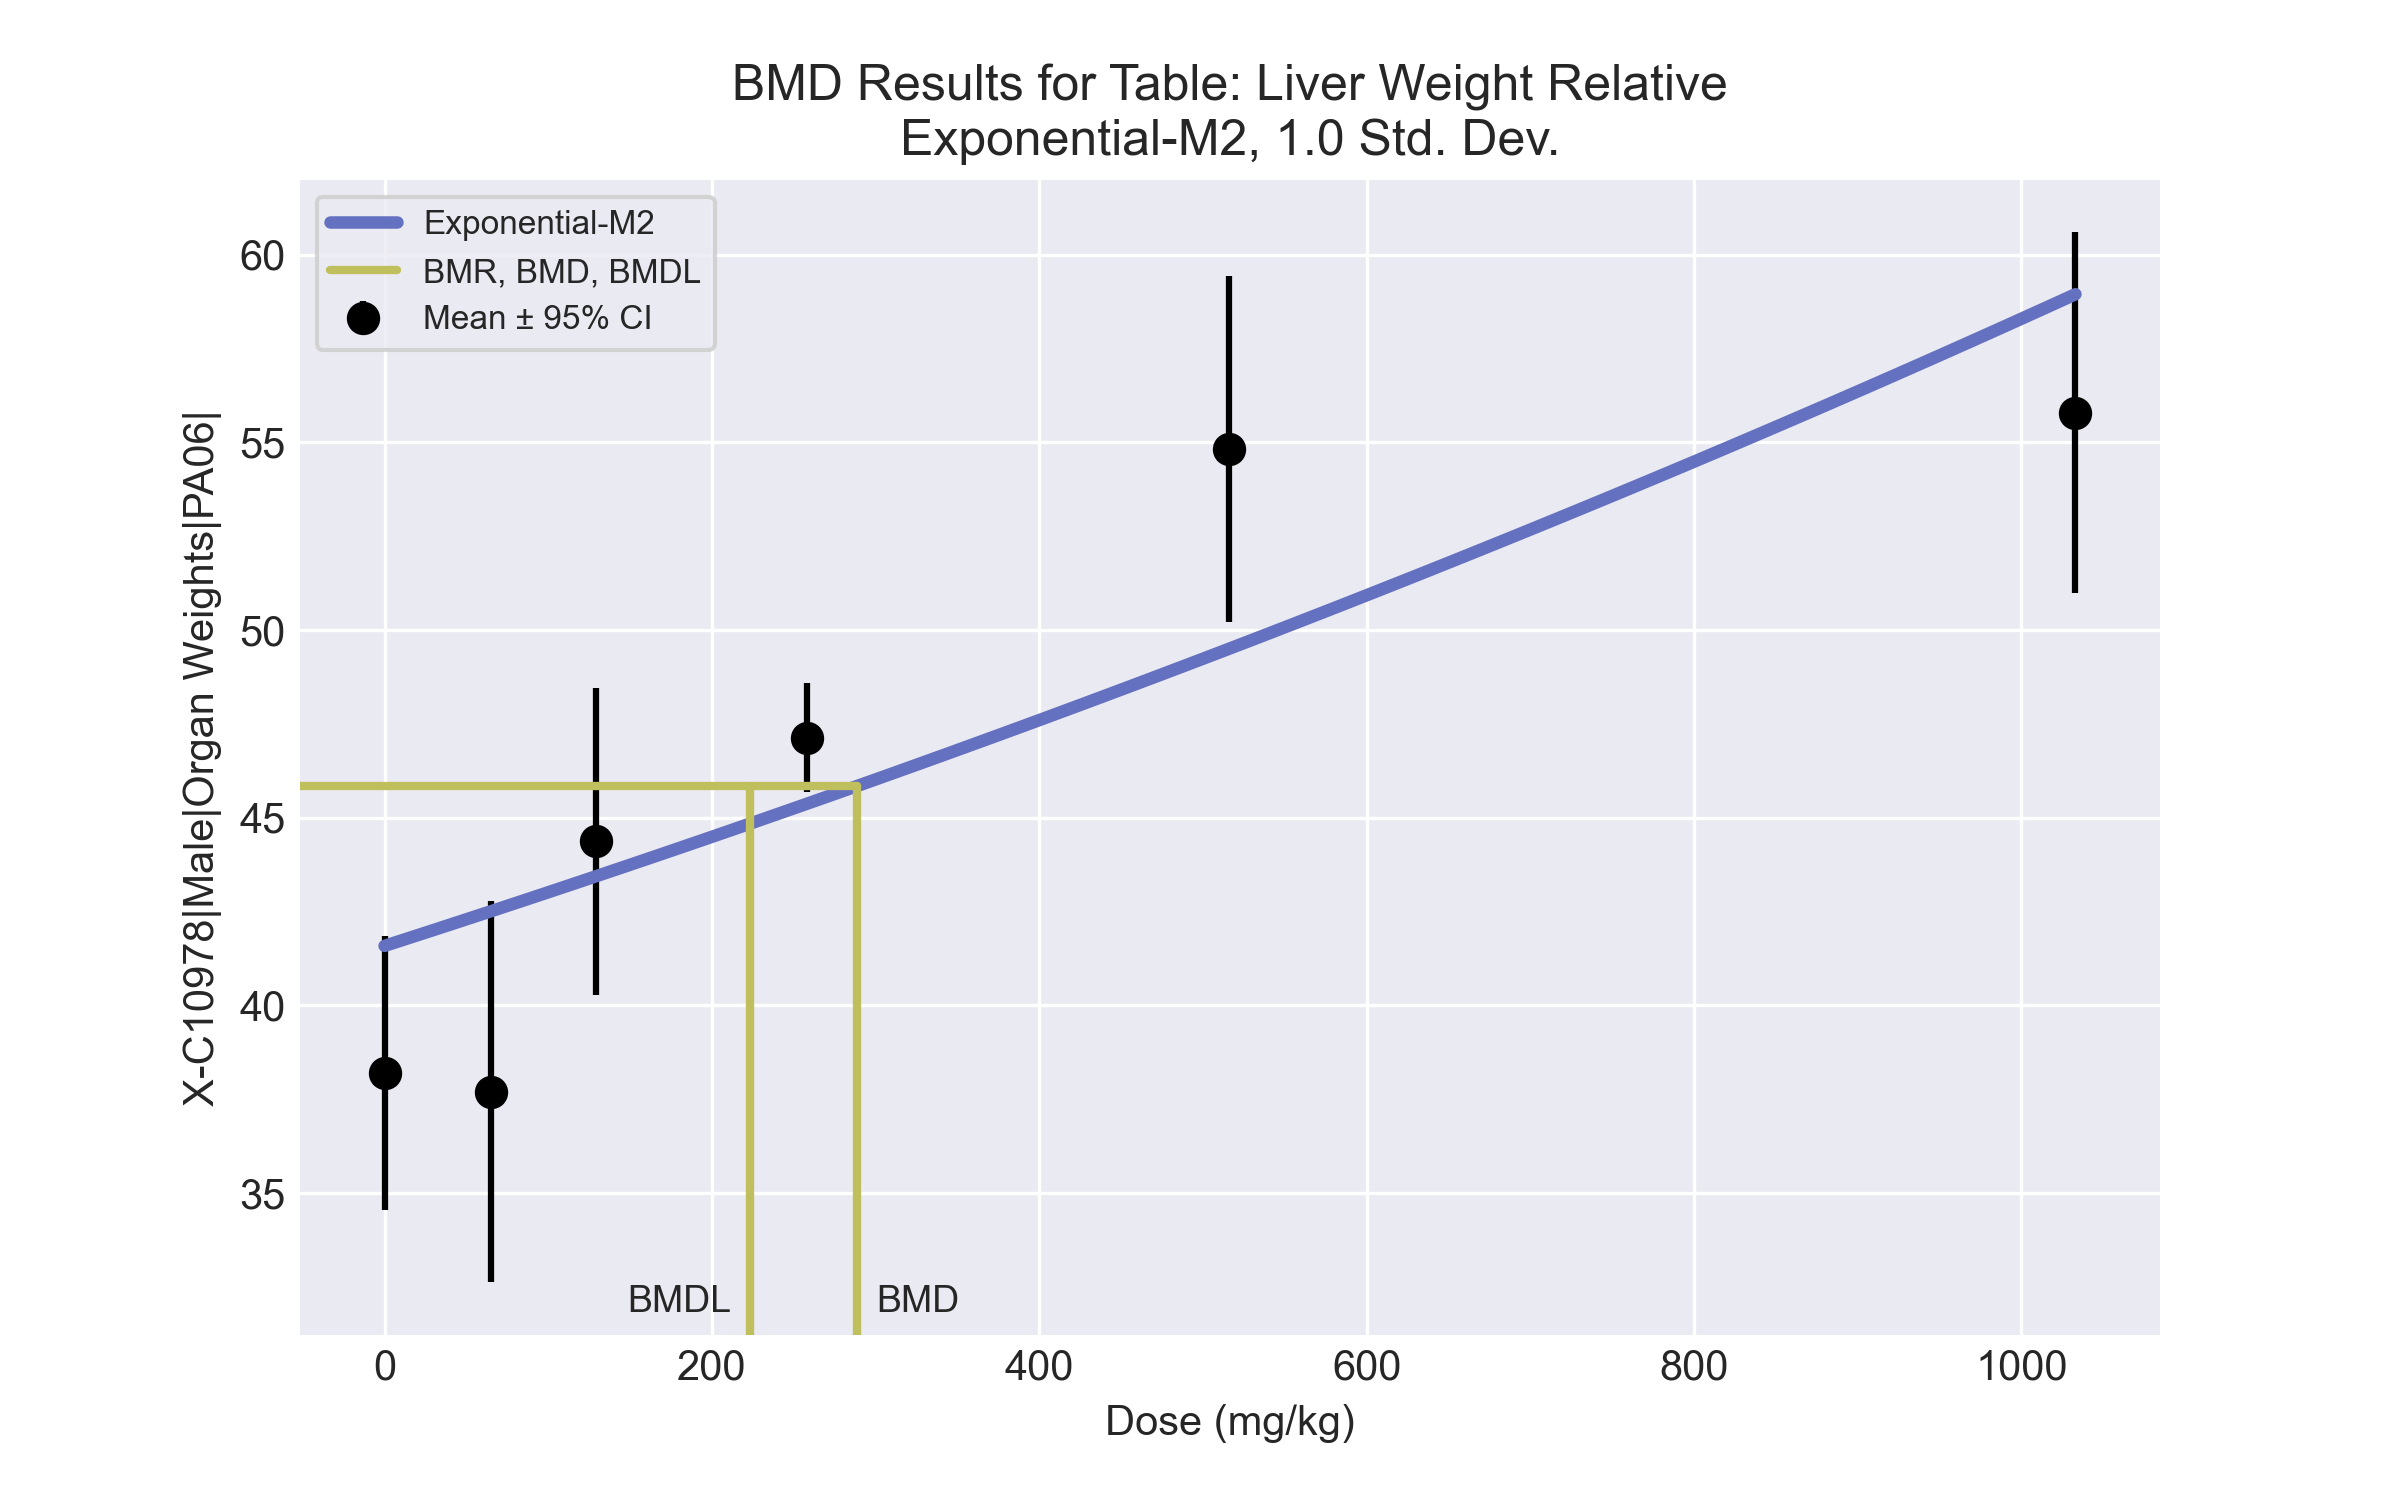 BMD Results for Table: Liver Weight Relative
Exponential-M2, 1.0 Std. Dev.
Exponential-M2
BMR, BMD, BMDL
Mean ± 95% CI
60
55
50
45
40
35
X-C10978|Male|Organ Weights|PA06|
BMDL
BMD
0
200
400
600
800
1000
Dose (mg/kg)